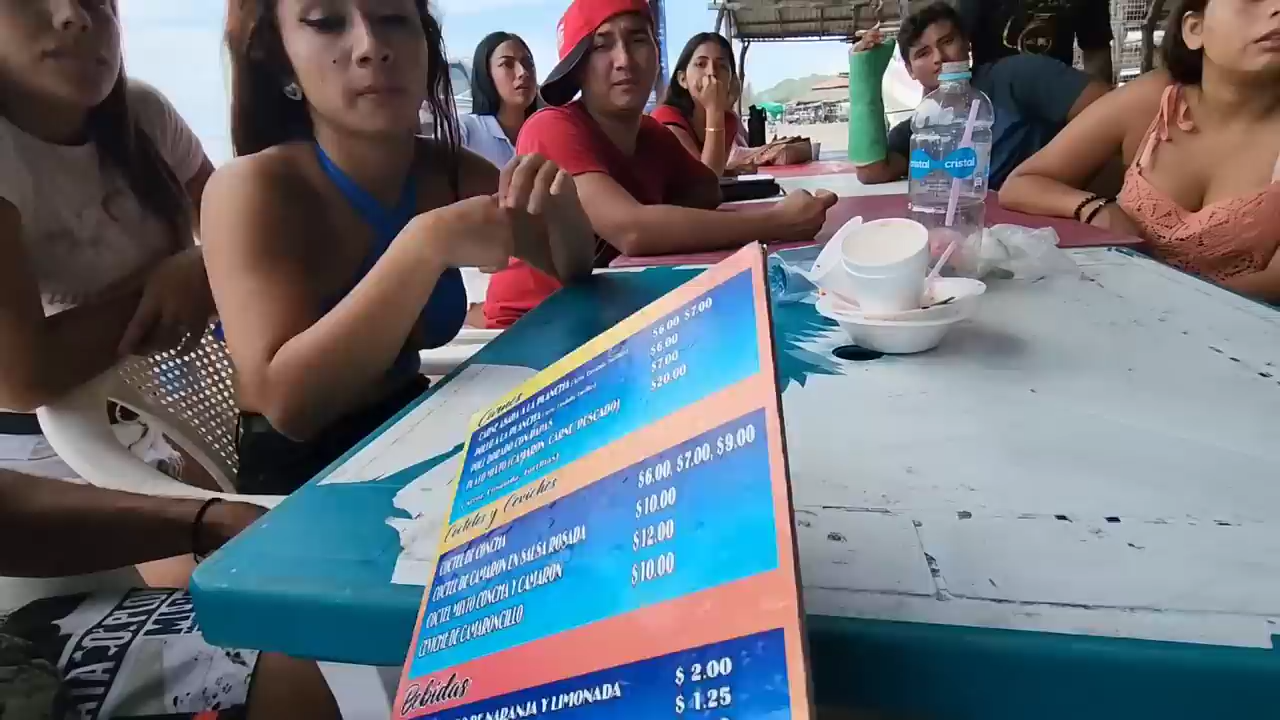 cristal cristal
Carnes
CARNE ASADA A LA PLANCHA $6.00 $7.00
POLLO A LA PLANCHA $6.00
POLLO DORADO CON PAPAS $7.00
PLATO MIXTO (CAMARON, CARNE, PESCADO) $20.00
Cocteles y Ceviches
COCTEL DE CONCHA $6.00, $7.00, $9.00
COCTEL DE CAMARON EN SALSA ROSADA $10.00
COCTEL MIXTO CONCHA Y CAMARON $12.00
CEVICHE DE CAMARONCILLO $10.00
Bebidas
DE NARANJA Y LIMONADA $ 2.00
$ 1.25